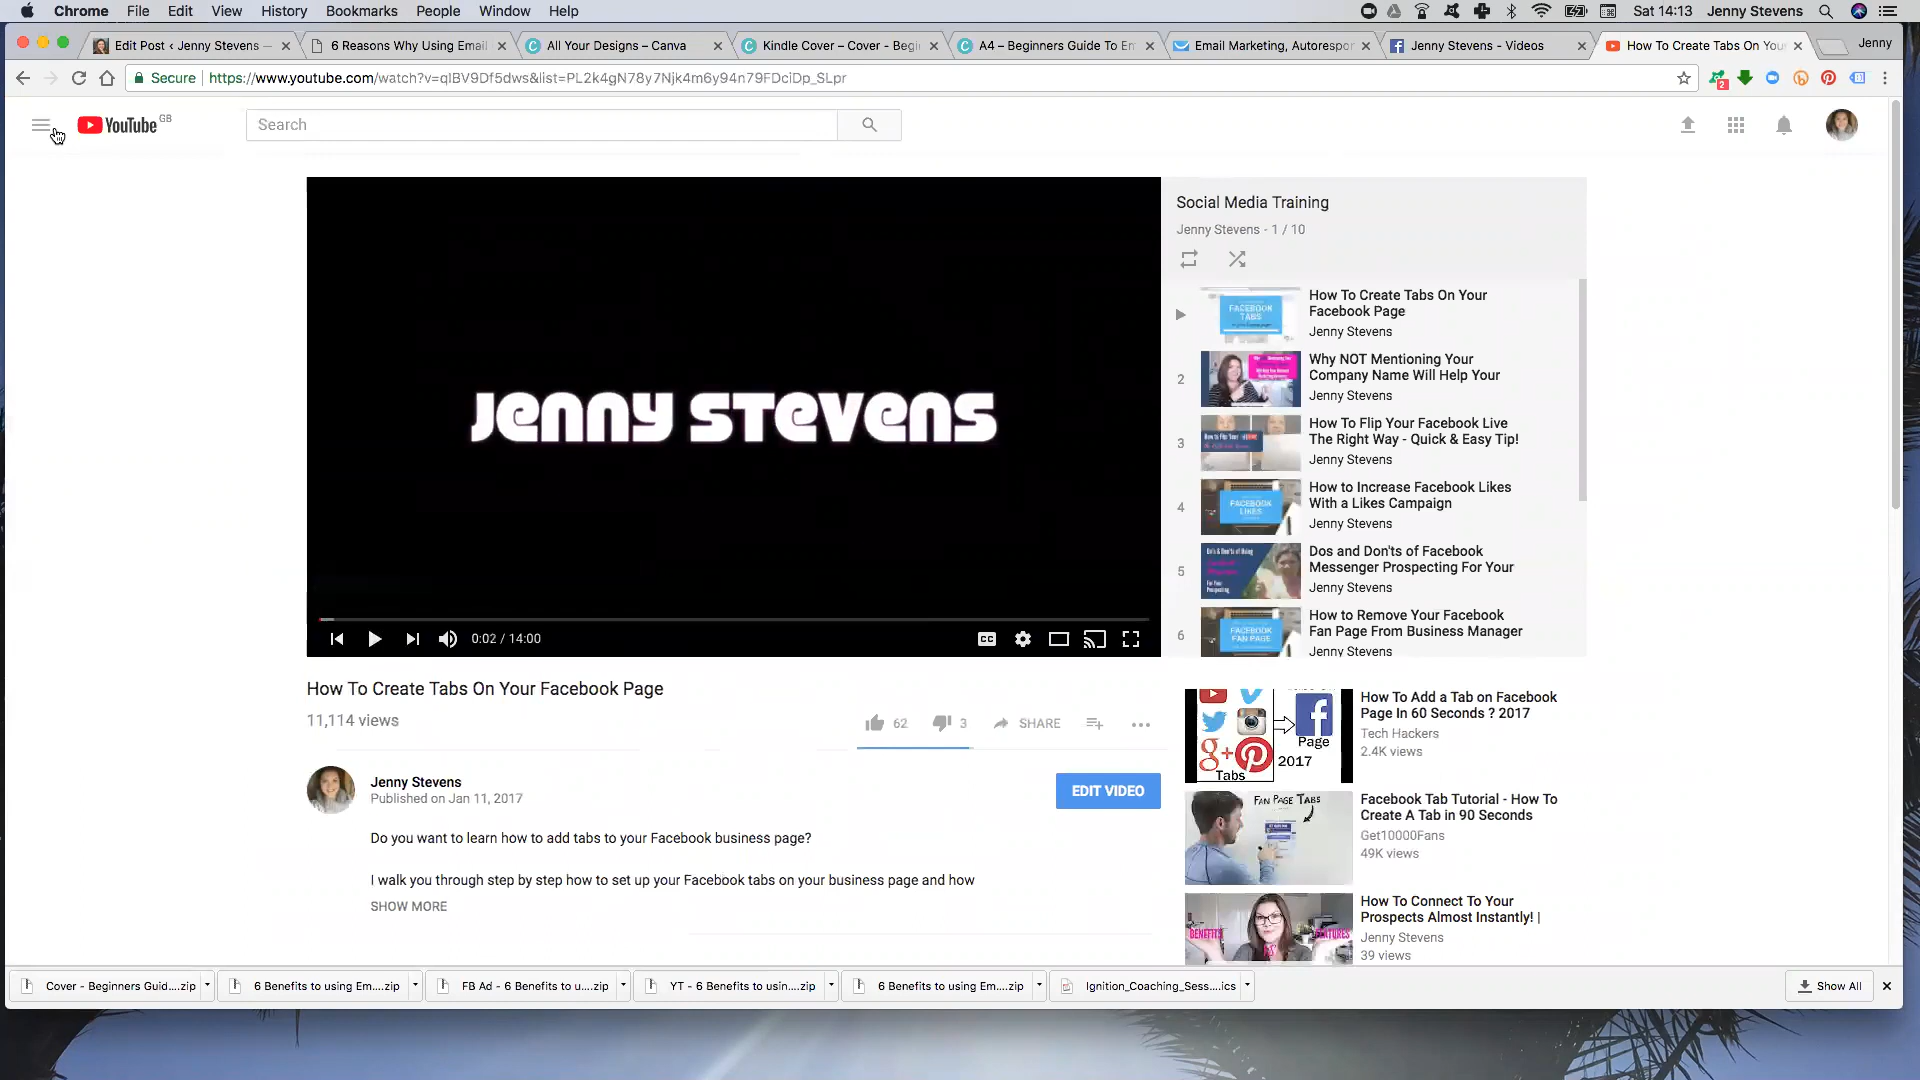 Chrome File Edit View History Bookmarks People Window Help Sat 14:13 Jenny Stevens
Edit Post ‹ Jenny Stevens — 6 Reasons Why Using Email All Your Designs – Canva Kindle Cover – Cover - Begi A4 – Beginners Guide To Em Email Marketing, Autorespor Jenny Stevens - Videos How To Create Tabs On You Jenny
Secure https://www.youtube.com/watch?v=qIBV9Df5dws&list=PL2k4gN78y7Njk4m6y94n79FDciDp_SLpr 2
YouTube GB Search
JENNY STEVENS
0:02 / 14:00 CC
Social Media Training
Jenny Stevens - 1 / 10
FACEBOOK TABS
How To Create Tabs On Your
Facebook Page
Jenny Stevens
2
Why NOT Mentioning Your
Company Name Will Help Your
Jenny Stevens
3
How To Flip Your Facebook Live
The Right Way - Quick & Easy Tip!
Jenny Stevens
4
FACEBOOK LIKES
How to Increase Facebook Likes
With a Likes Campaign
Jenny Stevens
5
Dos and Don'ts of Facebook
Messenger Prospecting For Your
Jenny Stevens
6
FACEBOOK FAN PAGE
How to Remove Your Facebook
Fan Page From Business Manager
Jenny Stevens
How To Create Tabs On Your Facebook Page
11,114 views
62 3 SHARE
Jenny Stevens
Published on Jan 11, 2017
EDIT VIDEO
Do you want to learn how to add tabs to your Facebook business page?
I walk you through step by step how to set up your Facebook tabs on your business page and how
SHOW MORE
Page
2017
Tabs
How To Add a Tab on Facebook
Page In 60 Seconds ? 2017
Tech Hackers
2.4K views
FAN PAGE TABS
Facebook Tab Tutorial - How To
Create A Tab in 90 Seconds
Get10000Fans
49K views
BENEFITS VS FEATURES
How To Connect To Your
Prospects Almost Instantly! |
Jenny Stevens
39 views
Cover - Beginners Guid....zip 6 Benefits to using Em....zip FB Ad - 6 Benefits to u....zip YT - 6 Benefits to usin....zip 6 Benefits to using Em....zip Ignition_Coaching_Sess....ics Show All